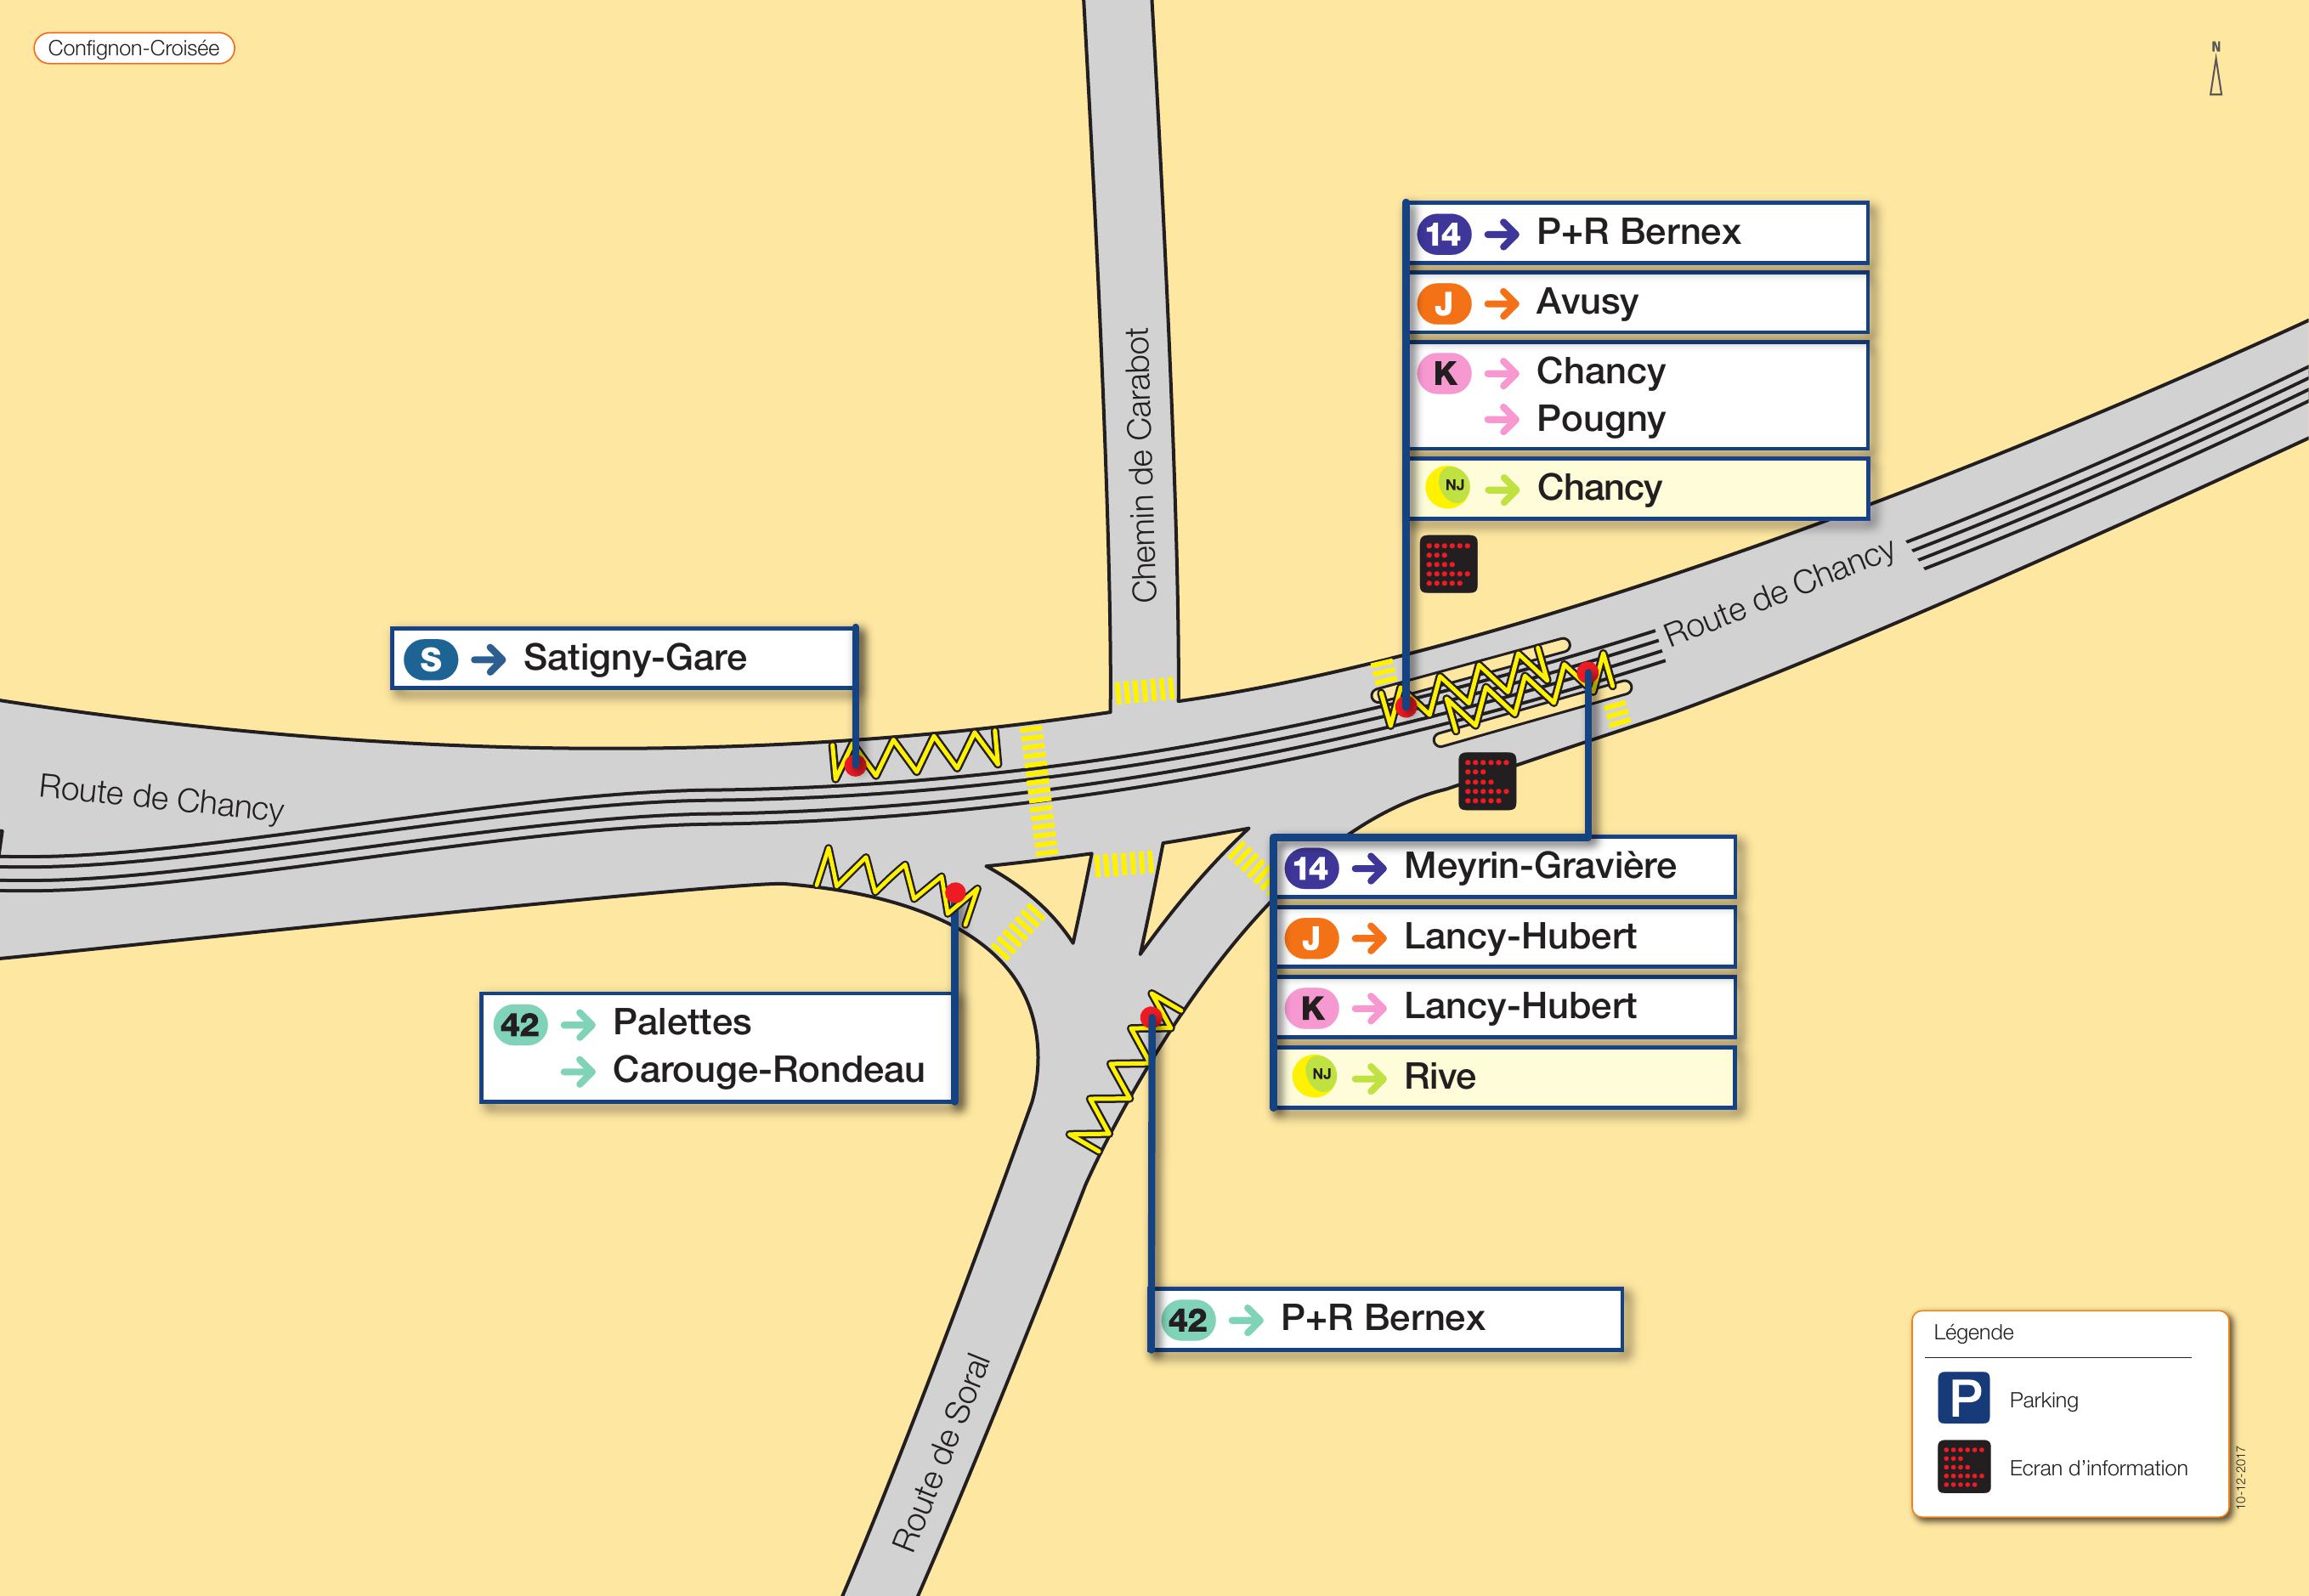 Confignon-Croisée
N
14 → P+R Bernex
J → Avusy
K → Chancy
→ Pougny
NJ → Chancy
Chemin de Carabot
Route de Chancy
S → Satigny-Gare
Route de Chancy
14 → Meyrin-Gravière
J → Lancy-Hubert
K → Lancy-Hubert
NJ → Rive
42 → Palettes
→ Carouge-Rondeau
42 → P+R Bernex
Route de Soral
Légende
P Parking
Ecran d'information
10-12-2017